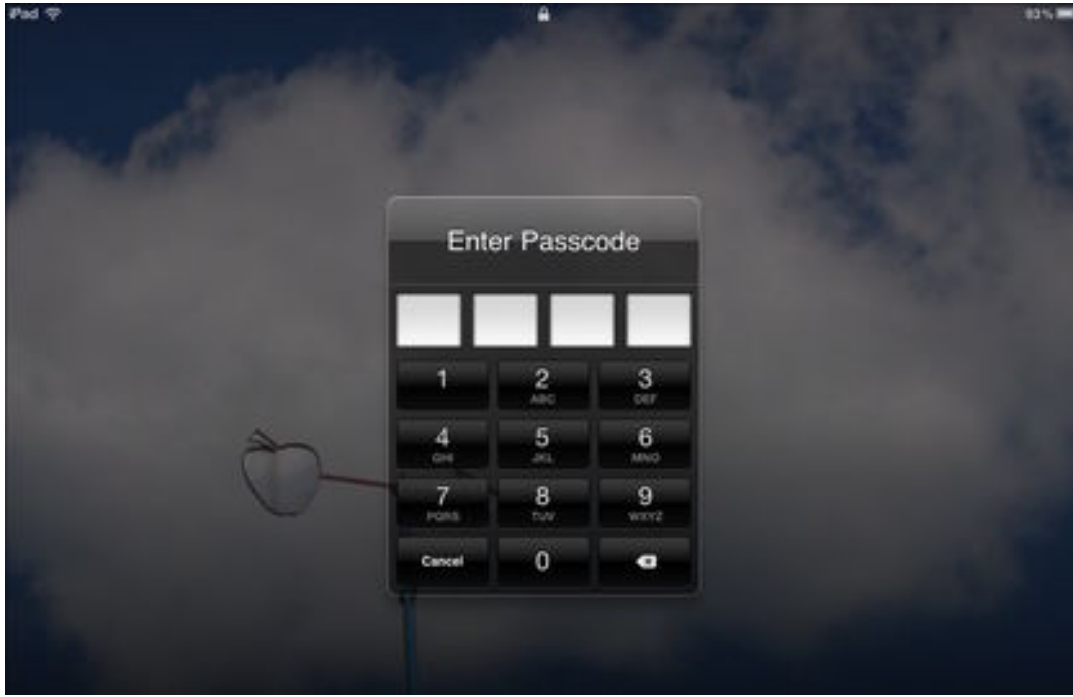 iPad 93%
Enter Passcode
1 2 3
ABC DEF
4 5 6
GHI JKL MNO
7 8 9
PQRS TUV WXYZ
Cancel 0